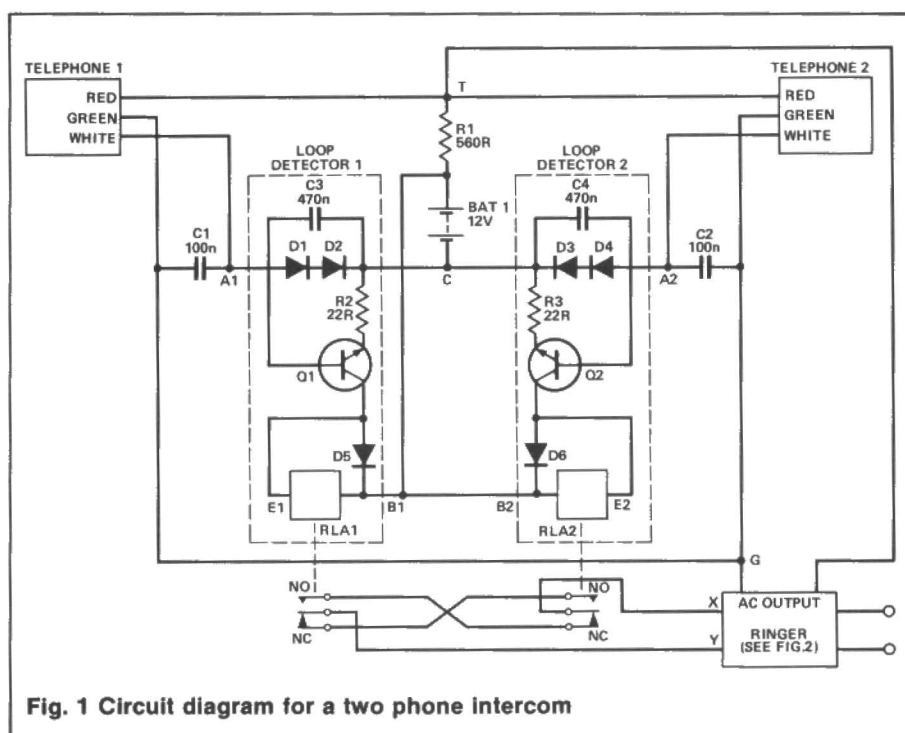 TELEPHONE 1
RED
GREEN
WHITE
T
TELEPHONE 2
RED
GREEN
WHITE
R1
560R
LOOP
DETECTOR 1
LOOP
DETECTOR 2
C3
470n
C4
470n
BAT 1
12V
C1
100n
D1
D2
D3
D4
C2
100n
A1
C
A2
R2
22R
R3
22R
Q1
Q2
D5
D6
E1
B1
B2
E2
RLA1
RLA2
G
NO
NO
NC
NC
X
Y
AC OUTPUT
RINGER
(SEE FIG.2)
Fig. 1 Circuit diagram for a two phone intercom